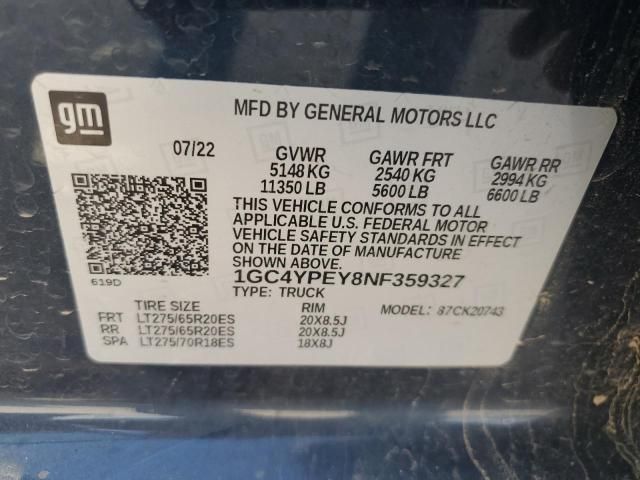 gm
MFD BY GENERAL MOTORS LLC
07/22 GVWR GAWR FRT GAWR RR
5148 KG 2540 KG 2994 KG
11350 LB 5600 LB 6600 LB
THIS VEHICLE CONFORMS TO ALL
APPLICABLE U.S. FEDERAL MOTOR
VEHICLE SAFETY STANDARDS IN EFFECT
ON THE DATE OF MANUFACTURE
SHOWN ABOVE.
619D 1GC4YPEY8NF359327
TYPE: TRUCK
TIRE SIZE RIM MODEL: 87CK20743
FRT LT275/65R20ES 20X8.5J
RR LT275/65R20ES 20X8.5J
SPA LT275/70R18ES 18X8J